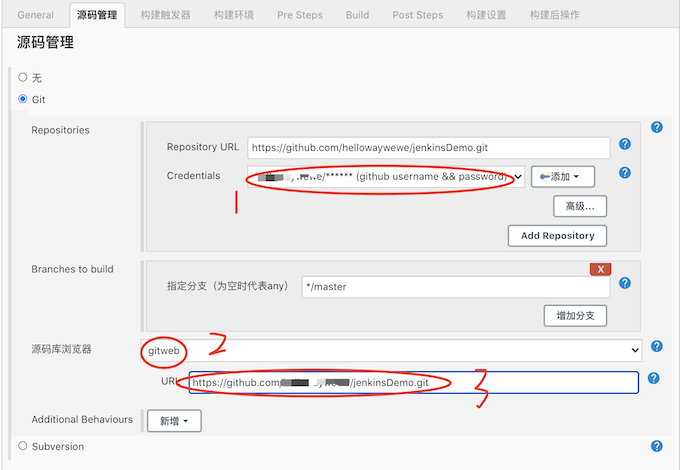 General 源码管理 构建触发器 构建环境 Pre Steps Build Post Steps 构建设置 构建后操作
源码管理
无
Git
Repositories
Repository URL https://github.com/hellowaywewe/jenkinsDemo.git
Credentials /****** (github username && password) 添加
1
高级...
Add Repository
Branches to build
X
指定分支（为空时代表any） */master
增加分支
源码库浏览器 gitweb 2
URL https://github.com/ /jenkinsDemo.git 3
Additional Behaviours 新增
Subversion